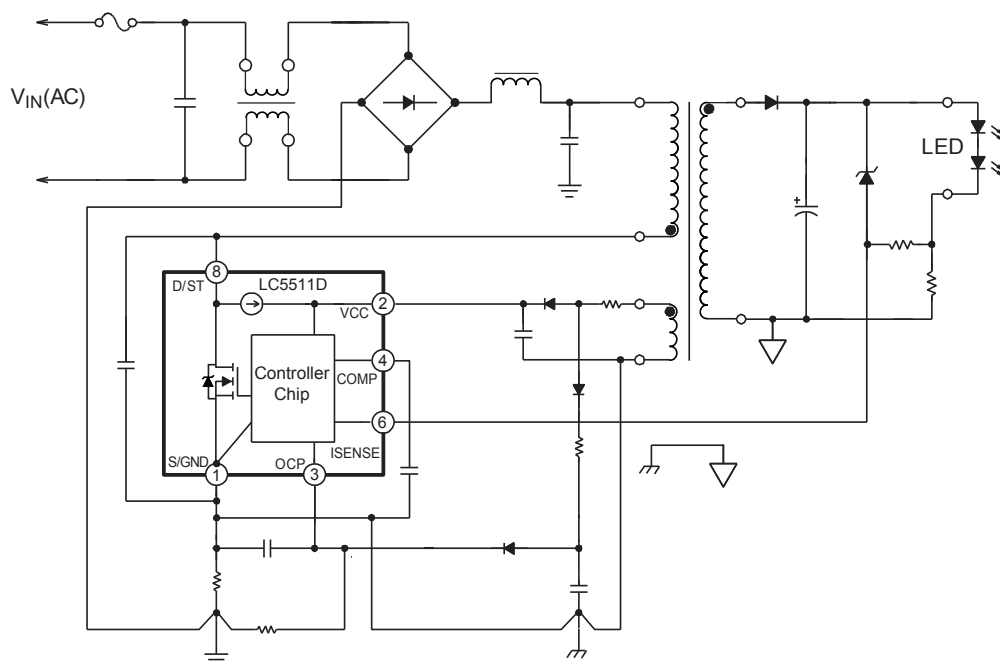 V_IN(AC)
LED
8
D/ST
LC5511D
2
VCC
Controller
Chip
4
COMP
6
ISENSE
S/GND
OCP
1
3
+